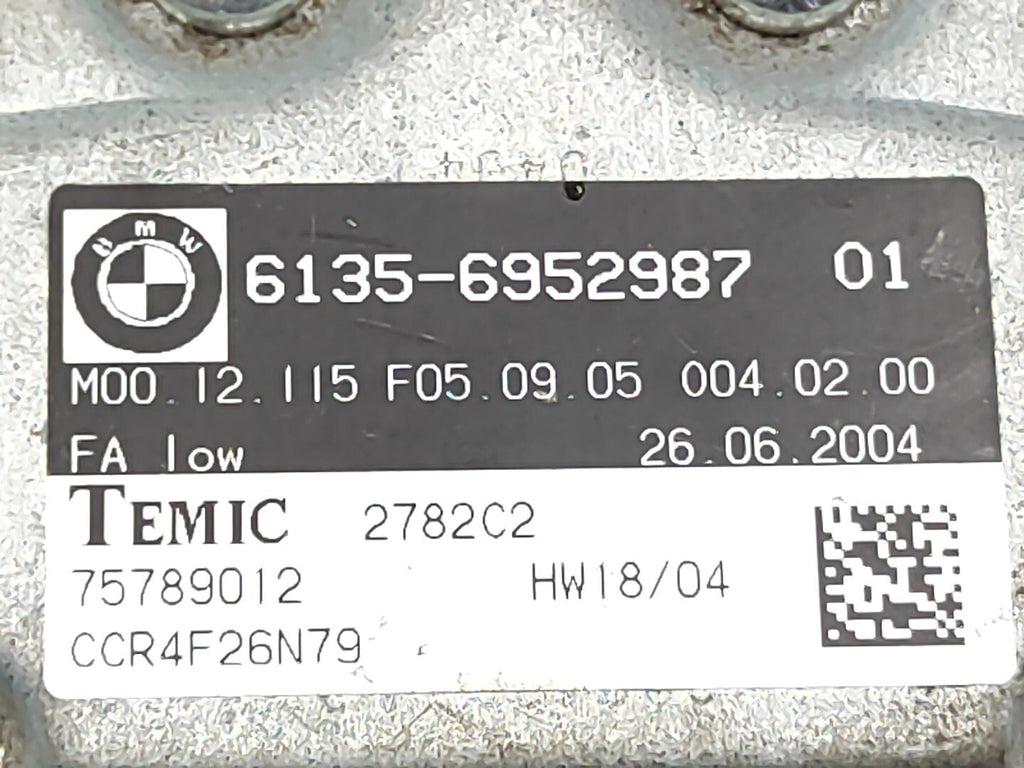 BMW
6135-6952987 01
M00.12.115 F05.09.05 004.02.00
FA low 26.06.2004
TEMIC 2782C2
75789012 HW18/04
CCR4F26N79